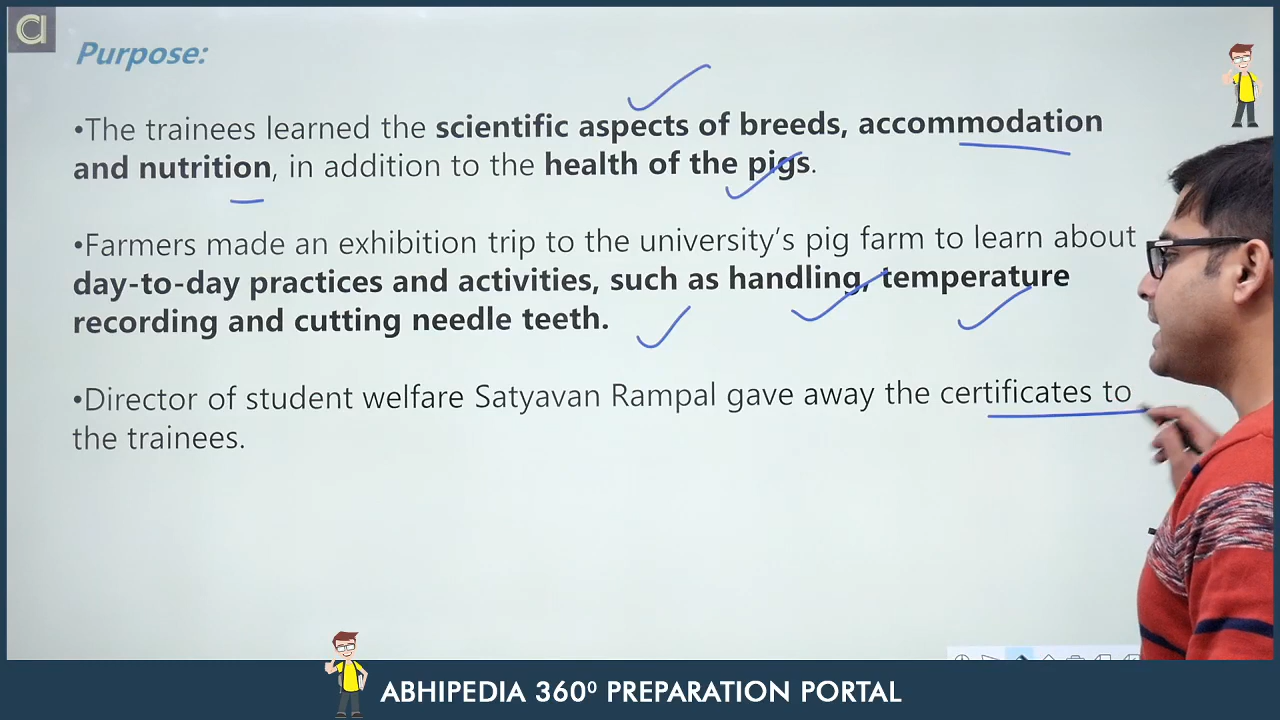 Purpose:
•The trainees learned the scientific aspects of breeds, accommodation
and nutrition, in addition to the health of the pigs.
•Farmers made an exhibition trip to the university's pig farm to learn about
day-to-day practices and activities, such as handling, temperature
recording and cutting needle teeth.
•Director of student welfare Satyavan Rampal gave away the certificates to
the trainees.
ABHIPEDIA 360⁰ PREPARATION PORTAL